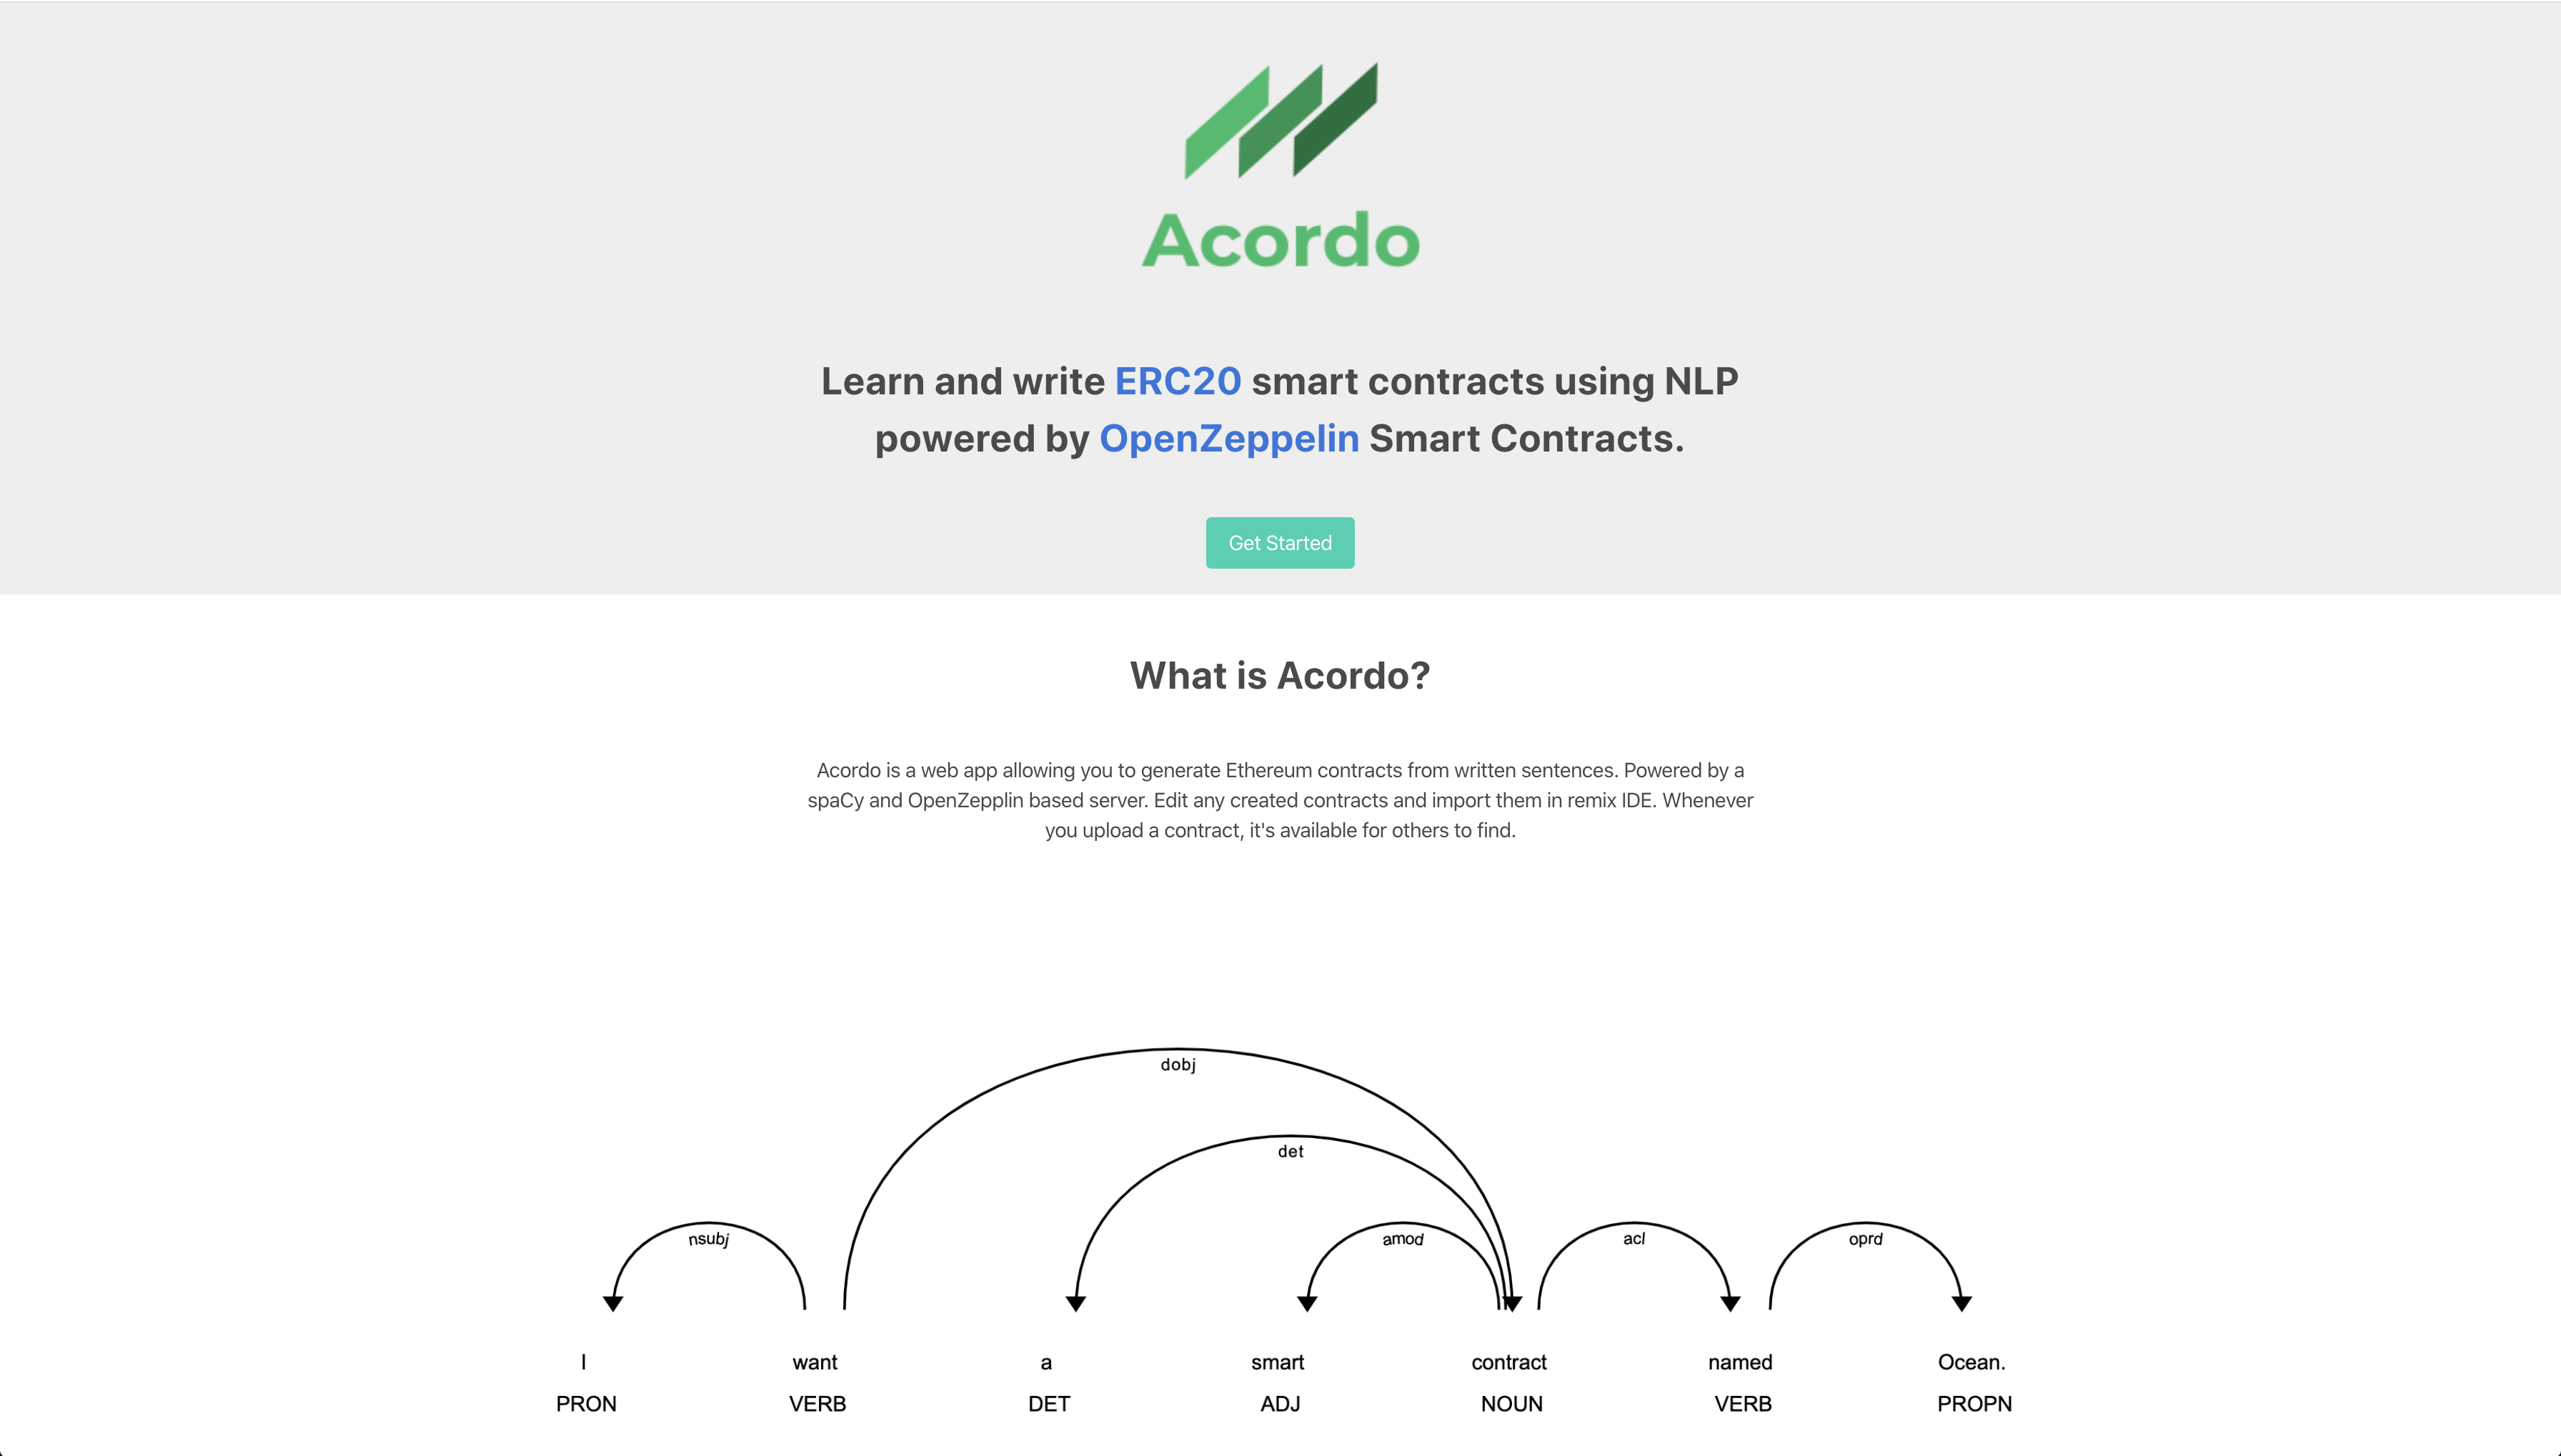 Acordo
Learn and write ERC20 smart contracts using NLP
powered by OpenZeppelin Smart Contracts.
Get Started
What is Acordo?
Acordo is a web app allowing you to generate Ethereum contracts from written sentences. Powered by a
spaCy and OpenZepplin based server. Edit any created contracts and import them in remix IDE. Whenever
you upload a contract, it's available for others to find.
dobj
det
nsubj amod acl oprd
I want a smart contract named Ocean.
PRON VERB DET ADJ NOUN VERB PROPN